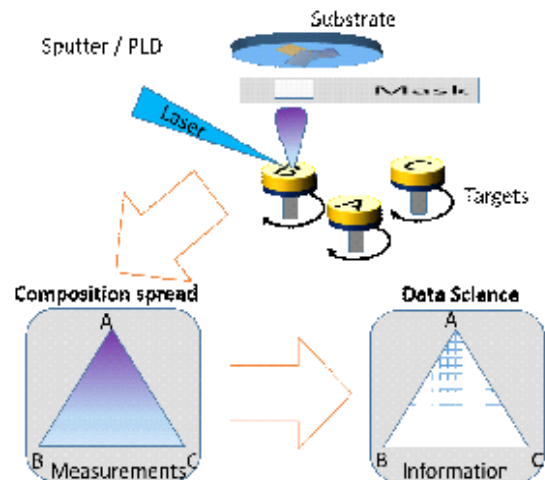 Substrate
Sputter / PLD
Mask
Laser
b
C
A
Targets
Composition spread
A
B
C
Measurements
Data Science
A
B
C
Information